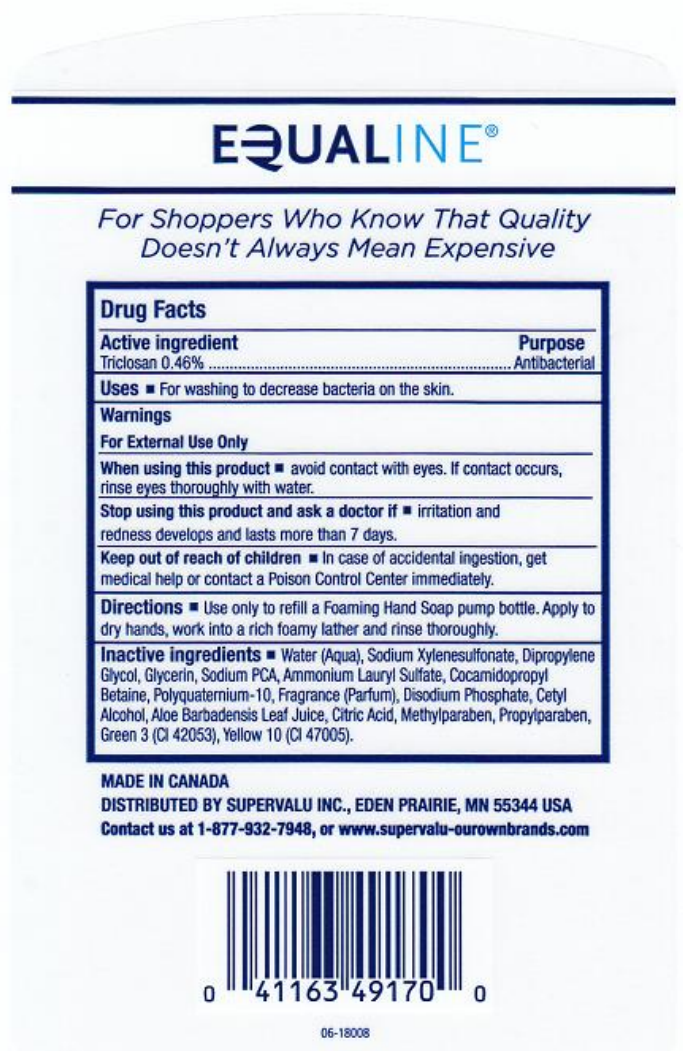 EQUALINE®
For Shoppers Who Know That Quality
Doesn't Always Mean Expensive
Drug Facts
Active ingredient Purpose
Triclosan 0.46% ........................................................................................ Antibacterial
Uses ■ For washing to decrease bacteria on the skin.
Warnings
For External Use Only
When using this product ■ avoid contact with eyes. If contact occurs,
rinse eyes thoroughly with water.
Stop using this product and ask a doctor if ■ irritation and
redness develops and lasts more than 7 days.
Keep out of reach of children ■ In case of accidental ingestion, get
medical help or contact a Poison Control Center immediately.
Directions ■ Use only to refill a Foaming Hand Soap pump bottle. Apply to
dry hands, work into a rich foamy lather and rinse thoroughly.
Inactive ingredients ■ Water (Aqua), Sodium Xylenesulfonate, Dipropylene
Glycol, Glycerin, Sodium PCA, Ammonium Lauryl Sulfate, Cocamidopropyl
Betaine, Polyquaternium-10, Fragrance (Parfum), Disodium Phosphate, Cetyl
Alcohol, Aloe Barbadensis Leaf Juice, Citric Acid, Methylparaben, Propylparaben,
Green 3 (CI 42053), Yellow 10 (CI 47005).
MADE IN CANADA
DISTRIBUTED BY SUPERVALU INC., EDEN PRAIRIE, MN 55344 USA
Contact us at 1-877-932-7948, or www.supervalu-ourownbrands.com
0 41163 49170 0
06-18008